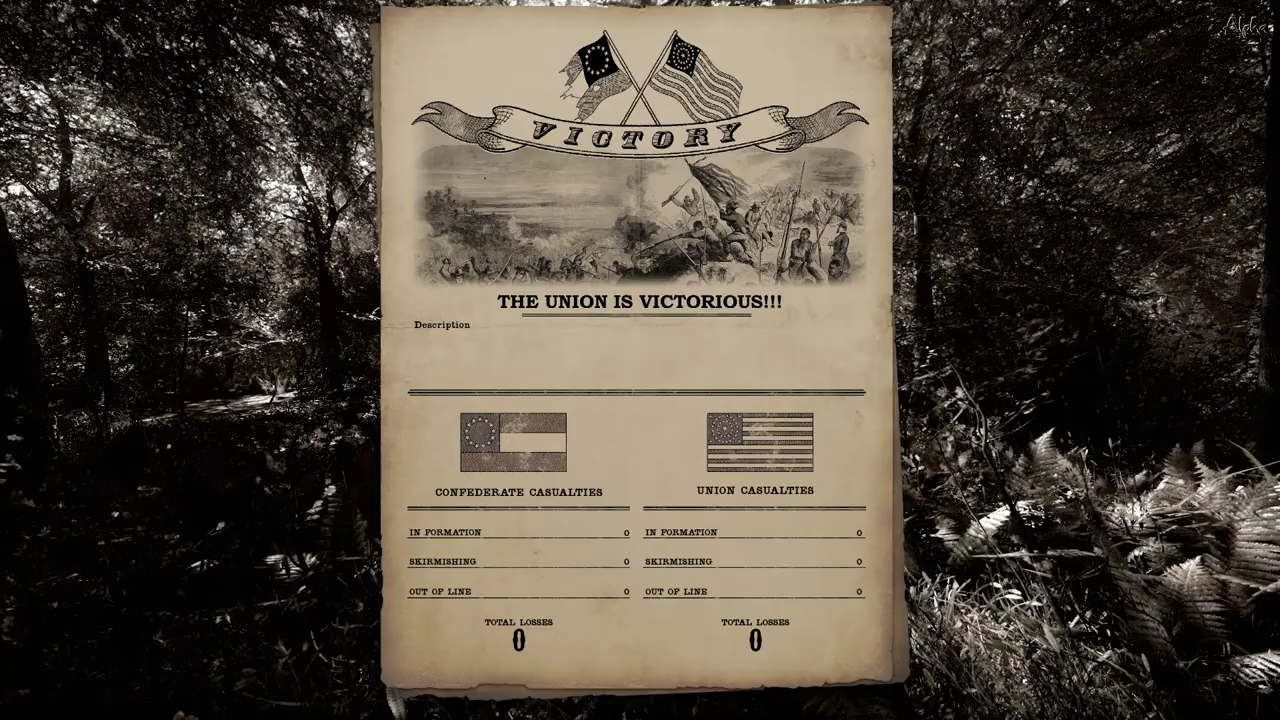 Alpha
VICTORY
THE UNION IS VICTORIOUS!!!
Description
CONFEDERATE CASUALTIES
UNION CASUALTIES
IN FORMATION 0
IN FORMATION 0
SKIRMISHING 0
SKIRMISHING 0
OUT OF LINE 0
OUT OF LINE 0
TOTAL LOSSES
TOTAL LOSSES
0
0